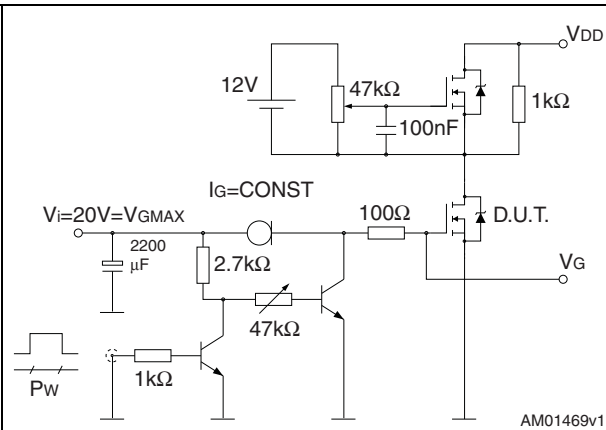 VDD
12V
47kΩ
1kΩ
100nF
IG=CONST
Vi=20V=VGMAX
100Ω
D.U.T.
2200
μF
2.7kΩ
VG
47kΩ
1kΩ
PW
AM01469v1